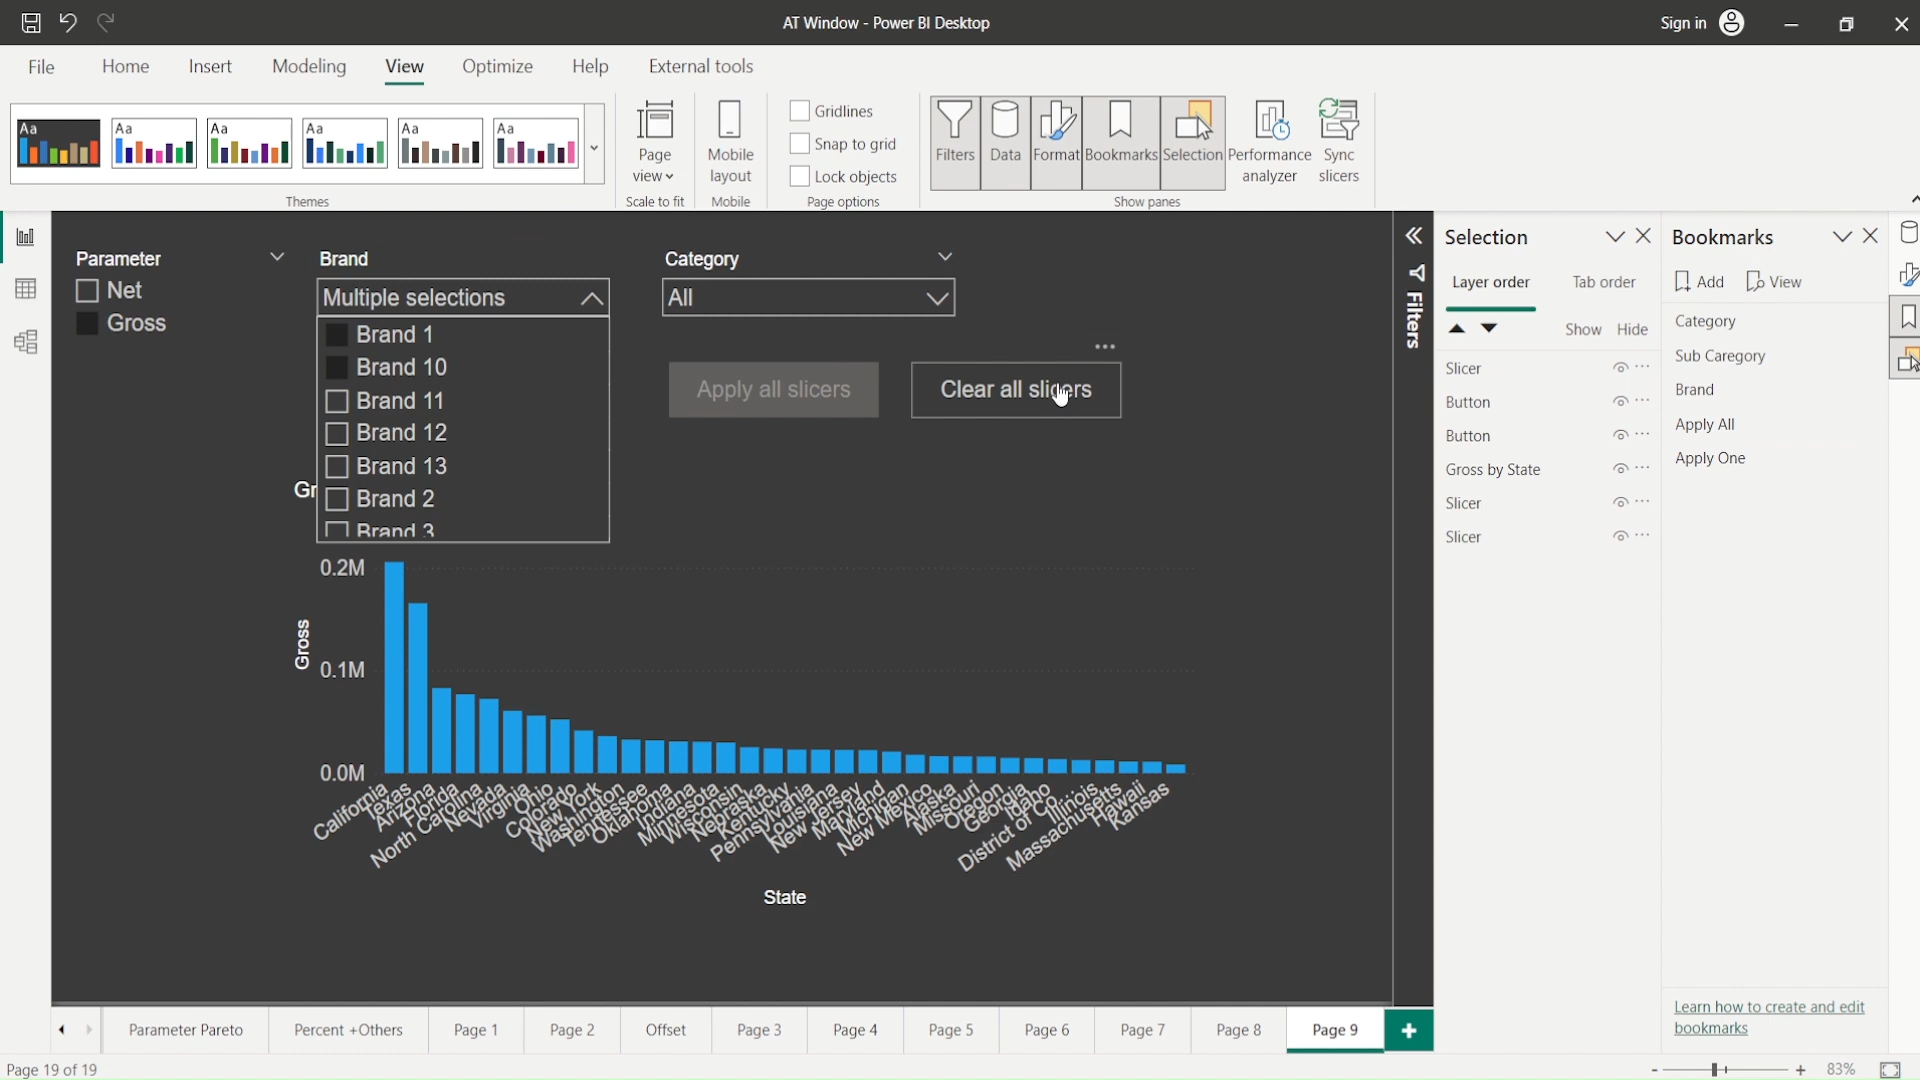 AT Window - Power BI Desktop
Sign in
File Home Insert Modeling View Optimize Help External tools
Aa Aa Aa Aa Aa Aa
Themes
Page view
Scale to fit
Mobile layout
Mobile
Gridlines
Snap to grid
Lock objects
Page options
Filters Data Format Bookmarks Selection Performance analyzer Sync slicers
Show panes
Parameter
Net
Gross
Brand
Multiple selections
Brand 1
Brand 10
Brand 11
Brand 12
Brand 13
Brand 2
Brand 3
Category
All
Apply all slicers
Clear all slicers
Gr
Gross
0.2M
0.1M
0.0M
California
Texas
Arizona
Florida
North Carolina
Nevada
Virginia
Ohio
Colorado
New York
Washington
Tennessee
Oklahoma
Indiana
Minnesota
Wisconsin
Nebraska
Kentucky
Pennsylvania
Louisiana
New Jersey
Maryland
Michigan
New Mexico
Alaska
Missouri
Oregon
Georgia
Idaho
District of Co...
Illinois
Massachusetts
Hawaii
Kansas
State
Filters
Selection
Layer order Tab order
Show Hide
Slicer
Button
Button
Gross by State
Slicer
Slicer
Bookmarks
Add View
Category
Sub Caregory
Brand
Apply All
Apply One
Learn how to create and edit
bookmarks
Parameter Pareto Percent +Others Page 1 Page 2 Offset Page 3 Page 4 Page 5 Page 6 Page 7 Page 8 Page 9
Page 19 of 19
83%